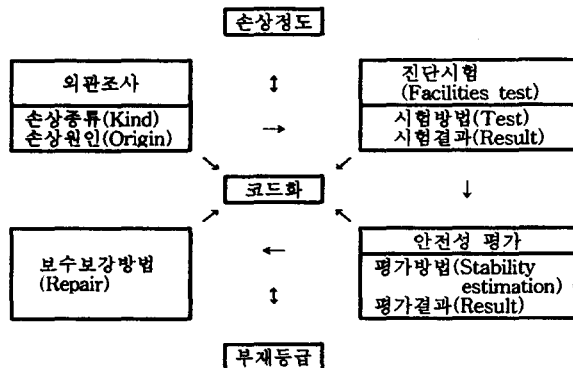 손상정도
외관조사
손상종류(Kind)
손상원인(Origin)
진단시험
(Facilities test)
시험방법(Test)
시험결과(Result)
코드화
보수보강방법
(Repair)
안전성 평가
평가방법(Stability
estimation)
평가결과(Result)
부재등급